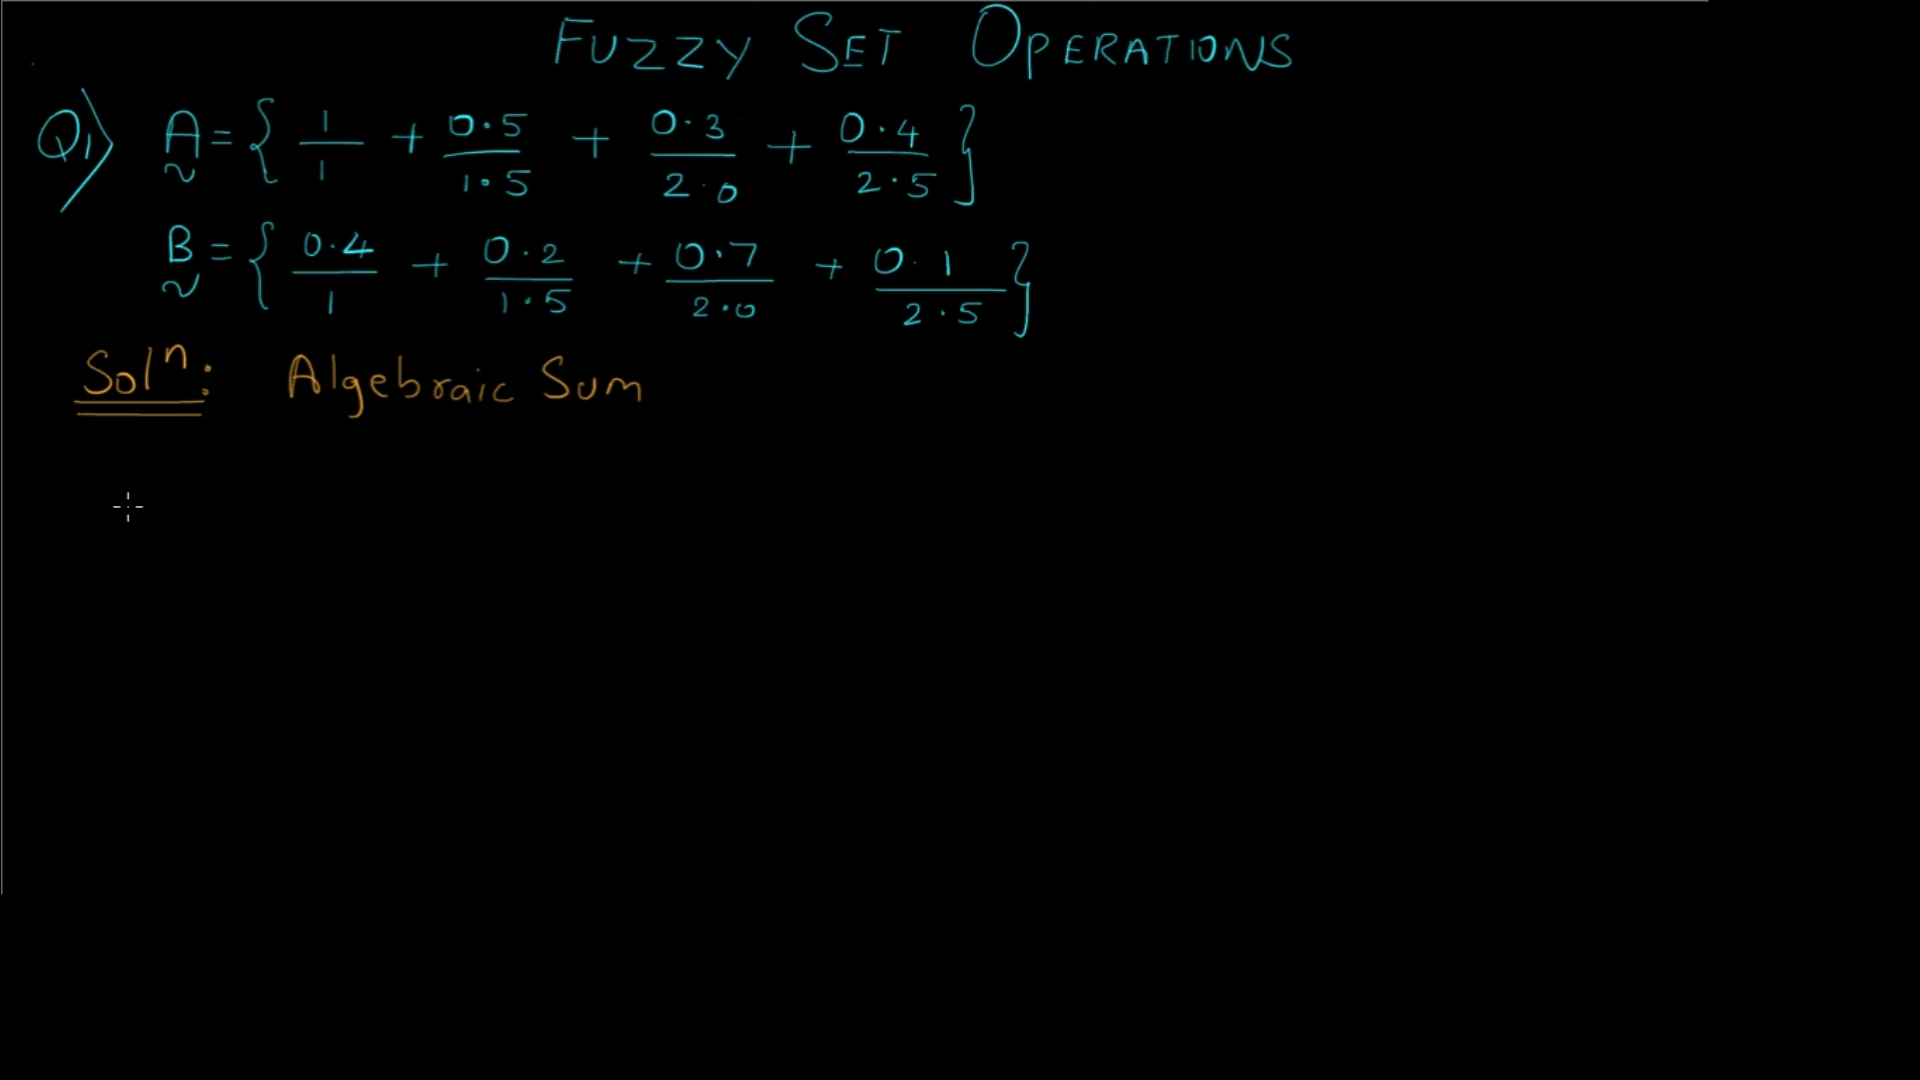 FUZZY SET OPERATIONS
Q1) A̰ = { 1/1 + 0.5/1.5 + 0.3/2.0 + 0.4/2.5 }
B̰ = { 0.4/1 + 0.2/1.5 + 0.7/2.0 + 0.1/2.5 }
Solⁿ: Algebraic Sum